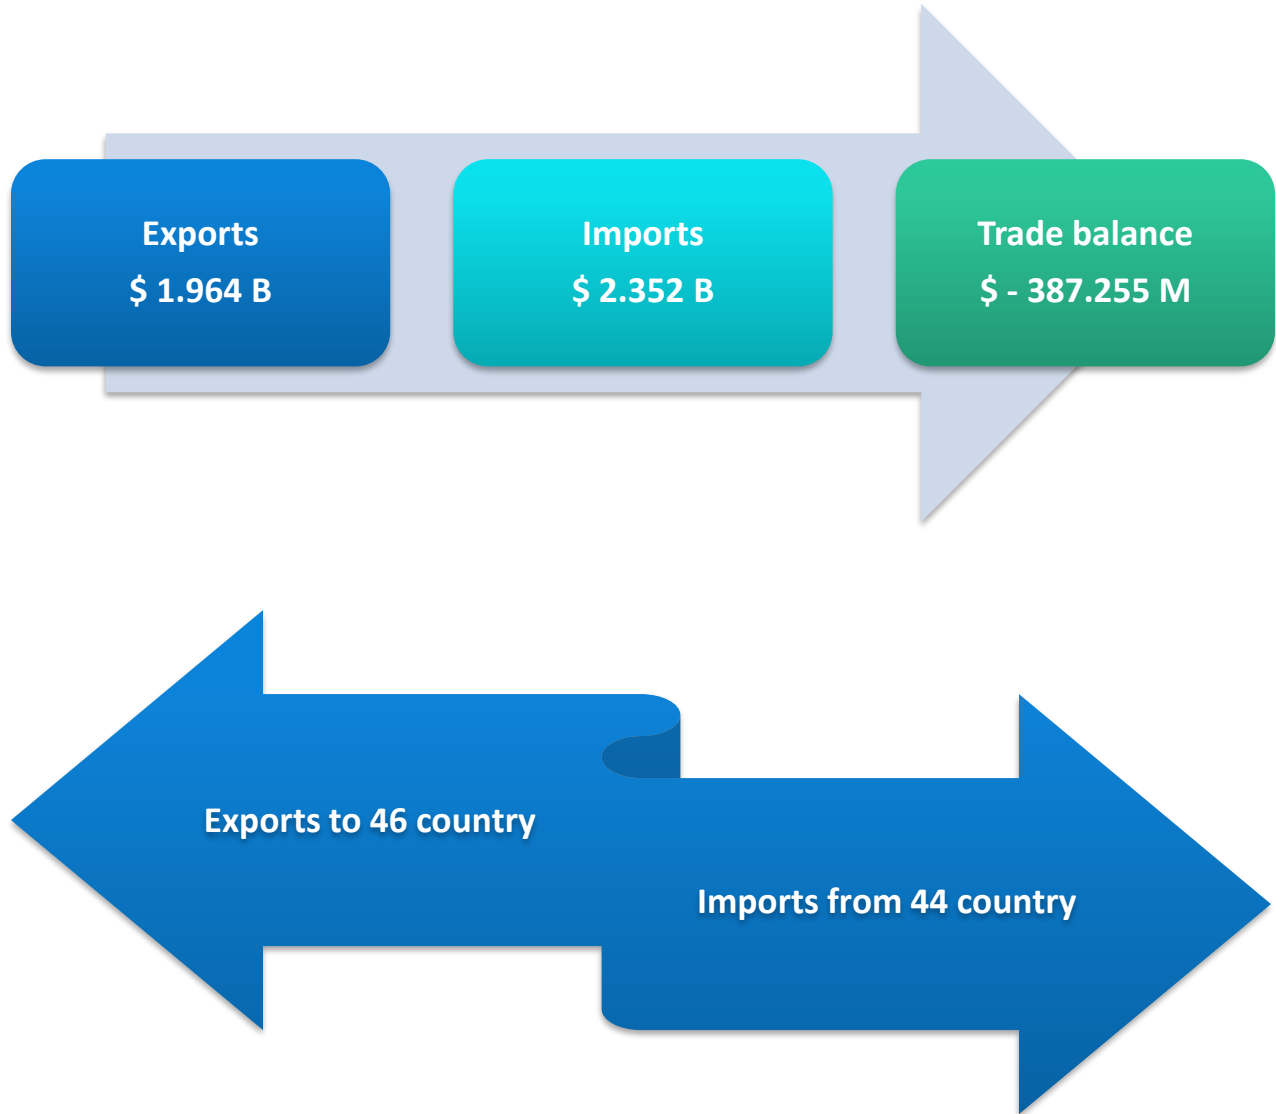 Exports
$ 1.964 B
Imports
$ 2.352 B
Trade balance
$ - 387.255 M
Exports to 46 country
Imports from 44 country